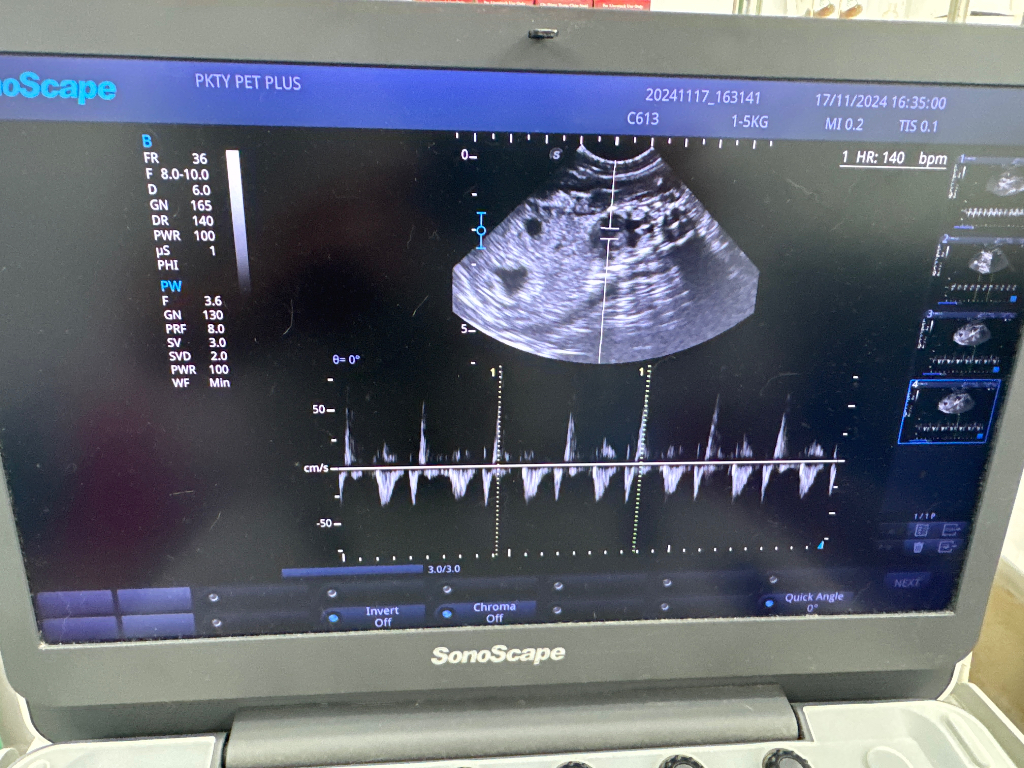 noScape
PKTY PET PLUS
20241117_163141
17/11/2024 16:35:00
C613
1-5KG
MI 0.2
TIS 0.1
B
FR 36
F 8.0-10.0
D 6.0
GN 165
DR 140
PWR 100
µS 1
PHI
PW
F 3.6
GN 130
PRF 8.0
SV 3.0
SVD 2.0
PWR 100
WF Min
1 HR: 140 bpm
S
0
5
θ= 0°
1
1
50
cm/s
-50
1
2
3
4
1/1P
3.0/3.0
NEXT
Invert
Off
Chroma
Off
Quick Angle
0°
SonoScape